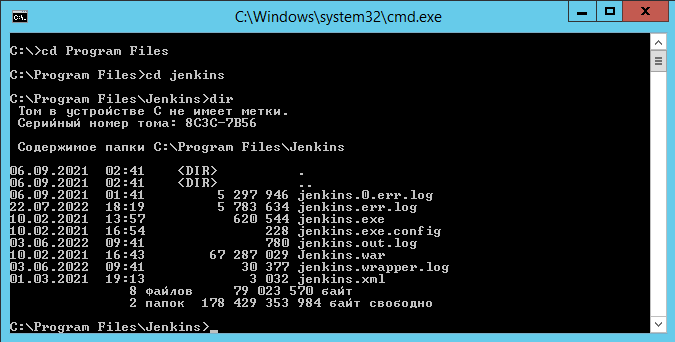 C:\Windows\system32\cmd.exe
C:\>cd Program Files
C:\Program Files>cd jenkins
C:\Program Files\Jenkins>dir
Том в устройстве C не имеет метки.
Серийный номер тома: 8C3C-7B56
Содержимое папки C:\Program Files\Jenkins
06.09.2021 02:41 <DIR> .
06.09.2021 02:41 <DIR> ..
06.09.2021 01:41 5 297 946 jenkins.0.err.log
22.07.2022 18:19 5 783 634 jenkins.err.log
10.02.2021 13:57 620 544 jenkins.exe
10.02.2021 16:54 228 jenkins.exe.config
03.06.2022 09:41 780 jenkins.out.log
10.02.2021 16:43 67 287 029 Jenkins.war
03.06.2022 09:41 30 377 jenkins.wrapper.log
01.03.2021 19:13 3 032 jenkins.xml
8 файлов 79 023 570 байт
2 папок 178 429 353 984 байт свободно
C:\Program Files\Jenkins>_